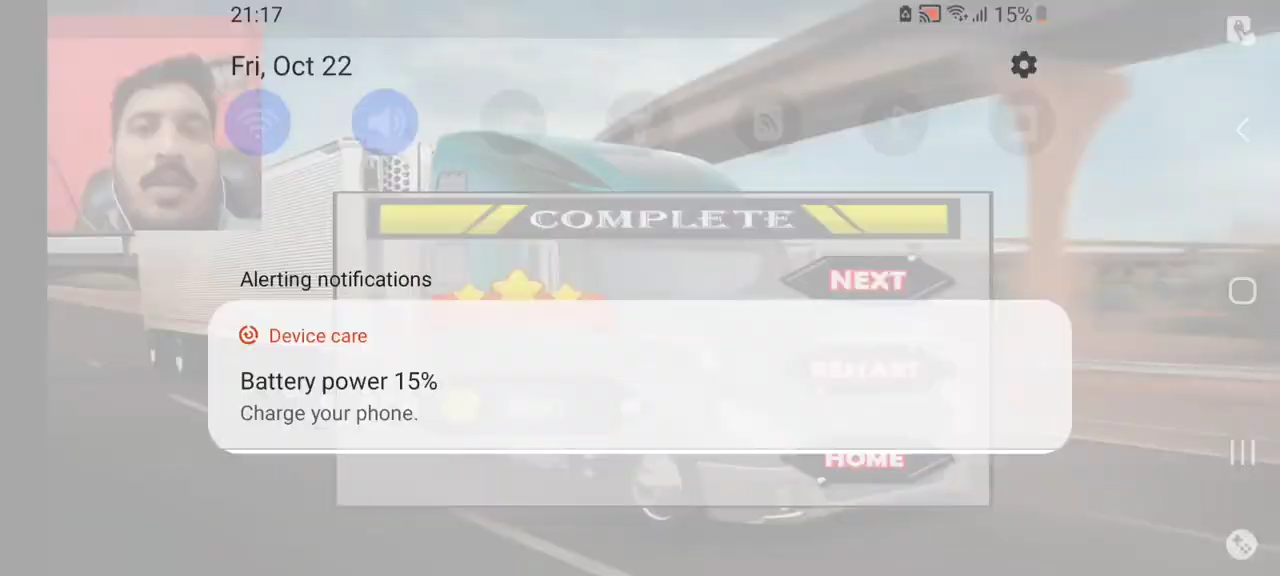 21:17
15%
Fri, Oct 22
COMPLETE
Alerting notifications
NEXT
Device care
Battery power 15%
RESTART
Charge your phone.
HOME